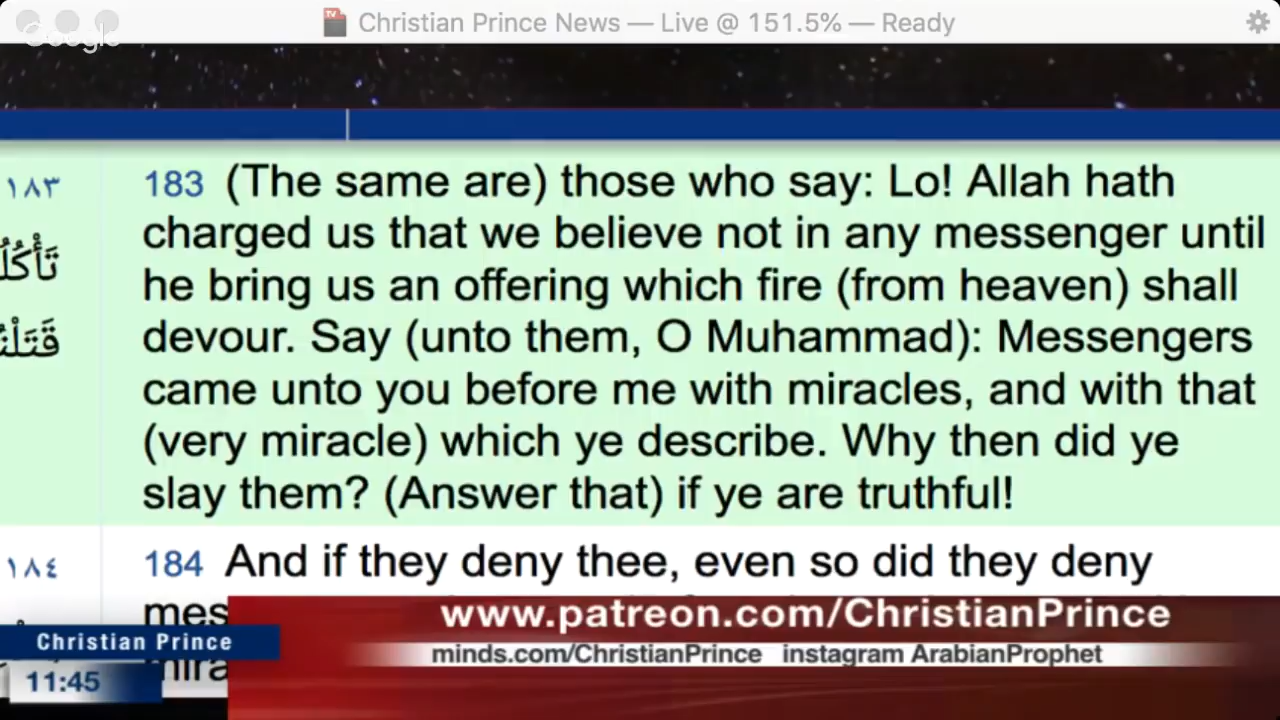 Christian Prince News — Live @ 151.5% — Ready
Google
١٨٣
183 (The same are) those who say: Lo! Allah hath
charged us that we believe not in any messenger until
he bring us an offering which fire (from heaven) shall
devour. Say (unto them, O Muhammad): Messengers
came unto you before me with miracles, and with that
(very miracle) which ye describe. Why then did ye
slay them? (Answer that) if ye are truthful!
١٨٤
184 And if they deny thee, even so did they deny
mes
www.patreon.com/ChristianPrince
Christian Prince
minds.com/ChristianPrince instagram ArabianProphet
mira
11:45